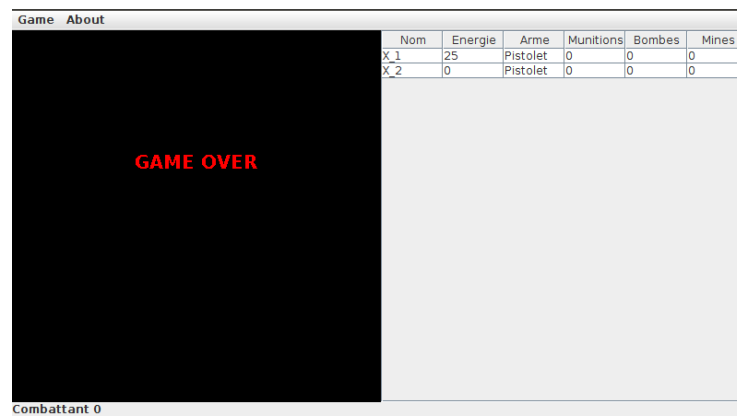 Game About
Nom Energie Arme Munitions Bombes Mines
X_1 25 Pistolet 0 0 0
X_2 0 Pistolet 0 0 0
GAME OVER
Combattant 0